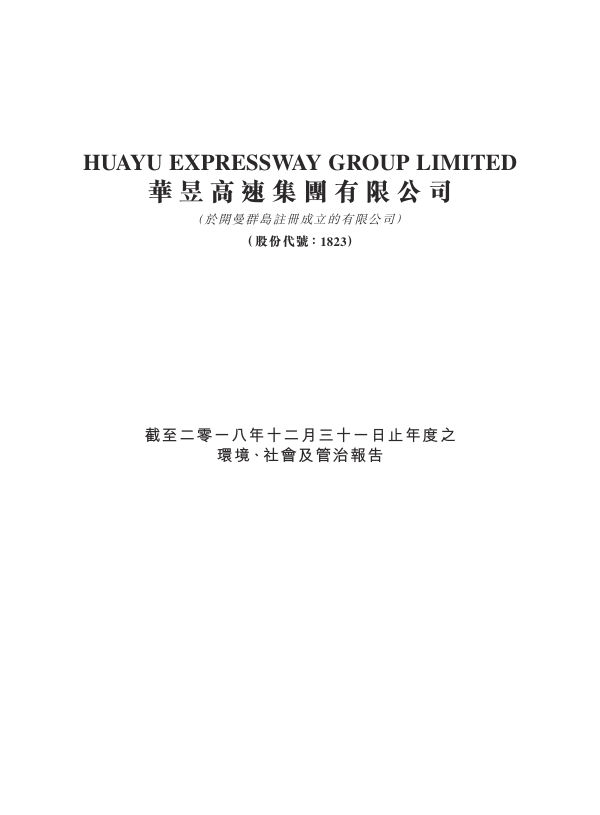 HUAYU EXPRESSWAY GROUP LIMITED
華昱高速集團有限公司
(於開曼群島註冊成立的有限公司)
(股份代號：1823)
截至二零一八年十二月三十一日止年度之
環境、社會及管治報告